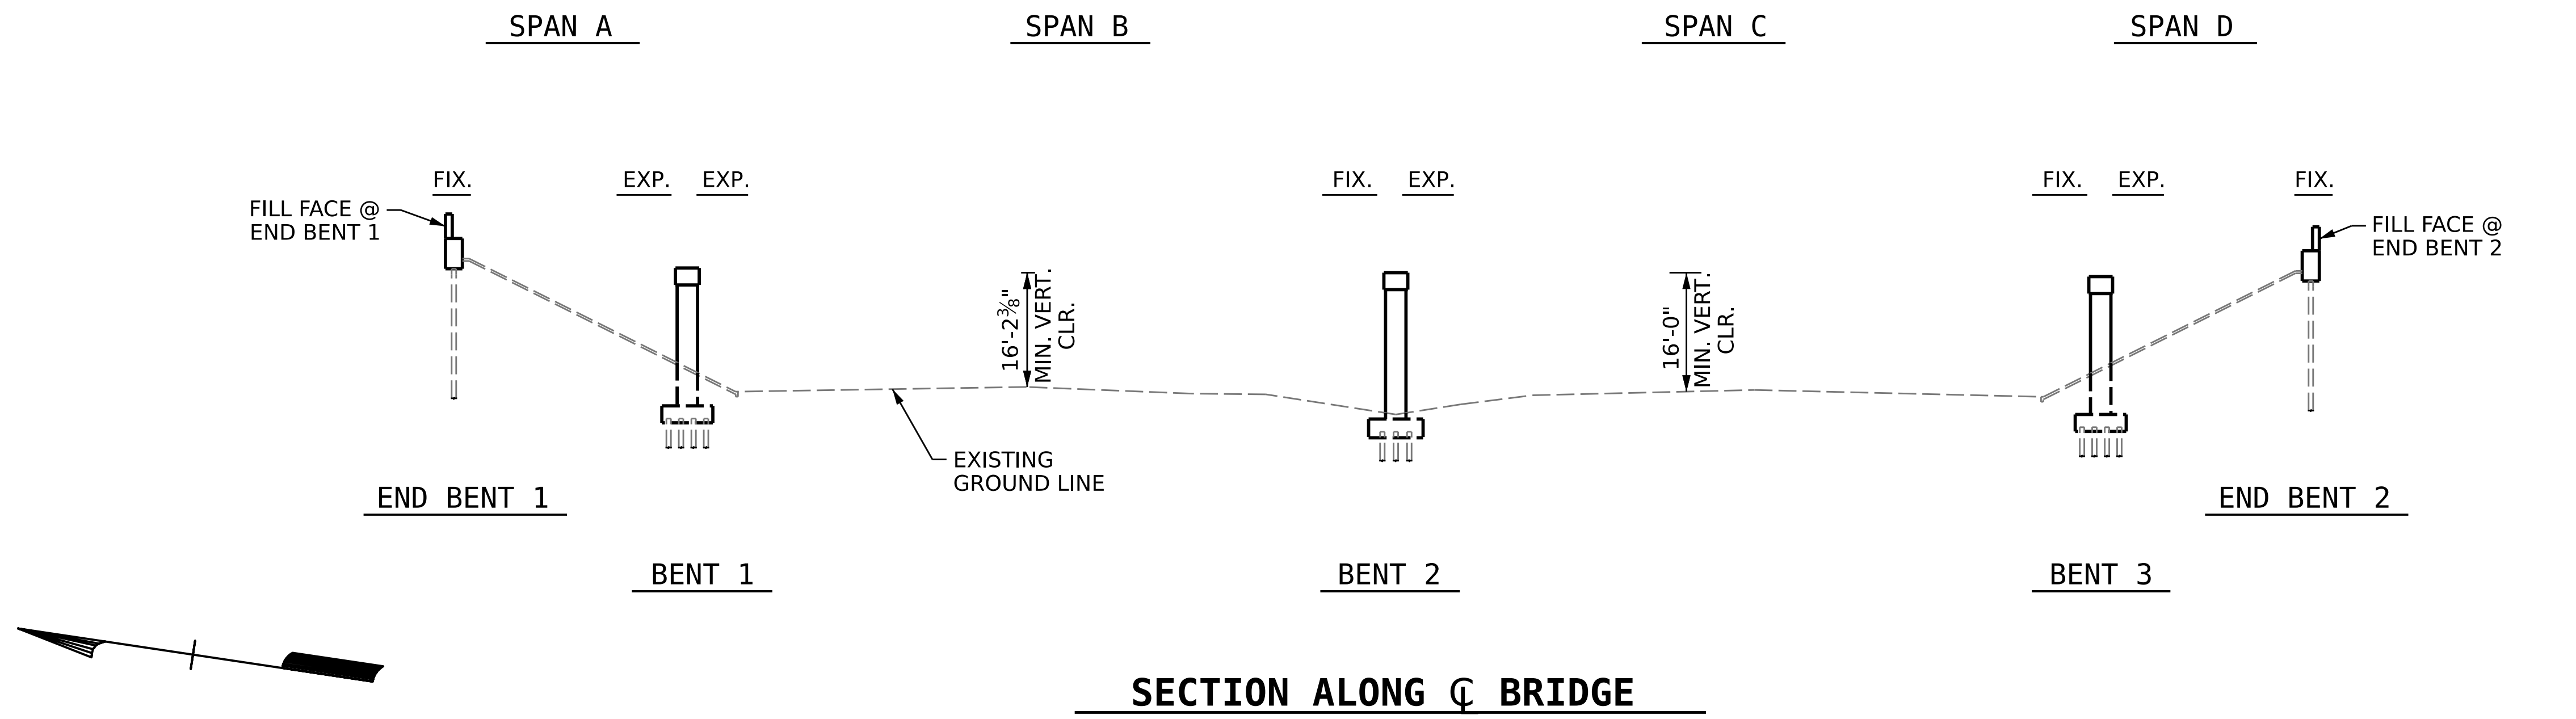 SPAN A
SPAN B
SPAN C
SPAN D
FIX.
EXP.
EXP.
FIX.
EXP.
FIX.
EXP.
FIX.
FILL FACE @
END BENT 1
FILL FACE @
END BENT 2
16'-2⅜"
MIN. VERT.
CLR.
16'-0"
MIN. VERT.
CLR.
EXISTING
GROUND LINE
END BENT 1
END BENT 2
BENT 1
BENT 2
BENT 3
SECTION ALONG ℄ BRIDGE